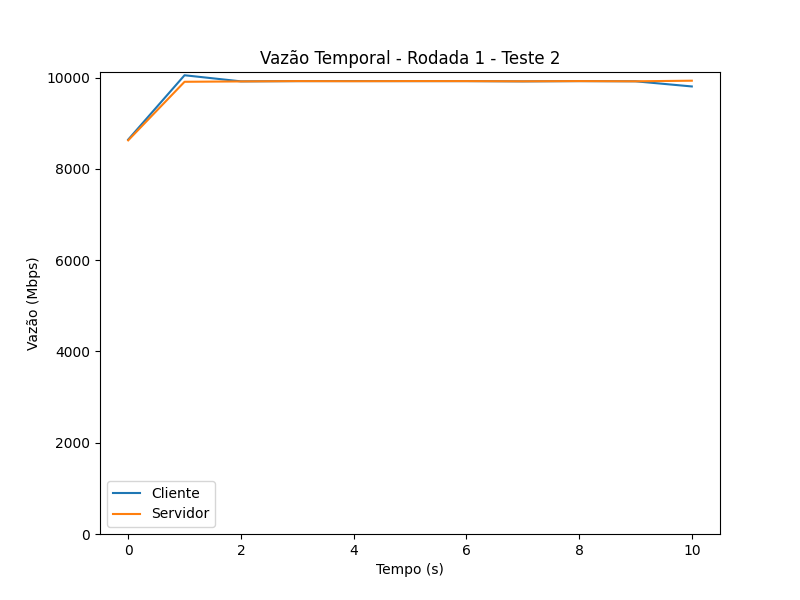 Vazão Temporal - Rodada 1 - Teste 2
10000
8000
6000
4000
2000
0
Vazão (Mbps)
Cliente
Servidor
0 2 4 6 8 10
Tempo (s)